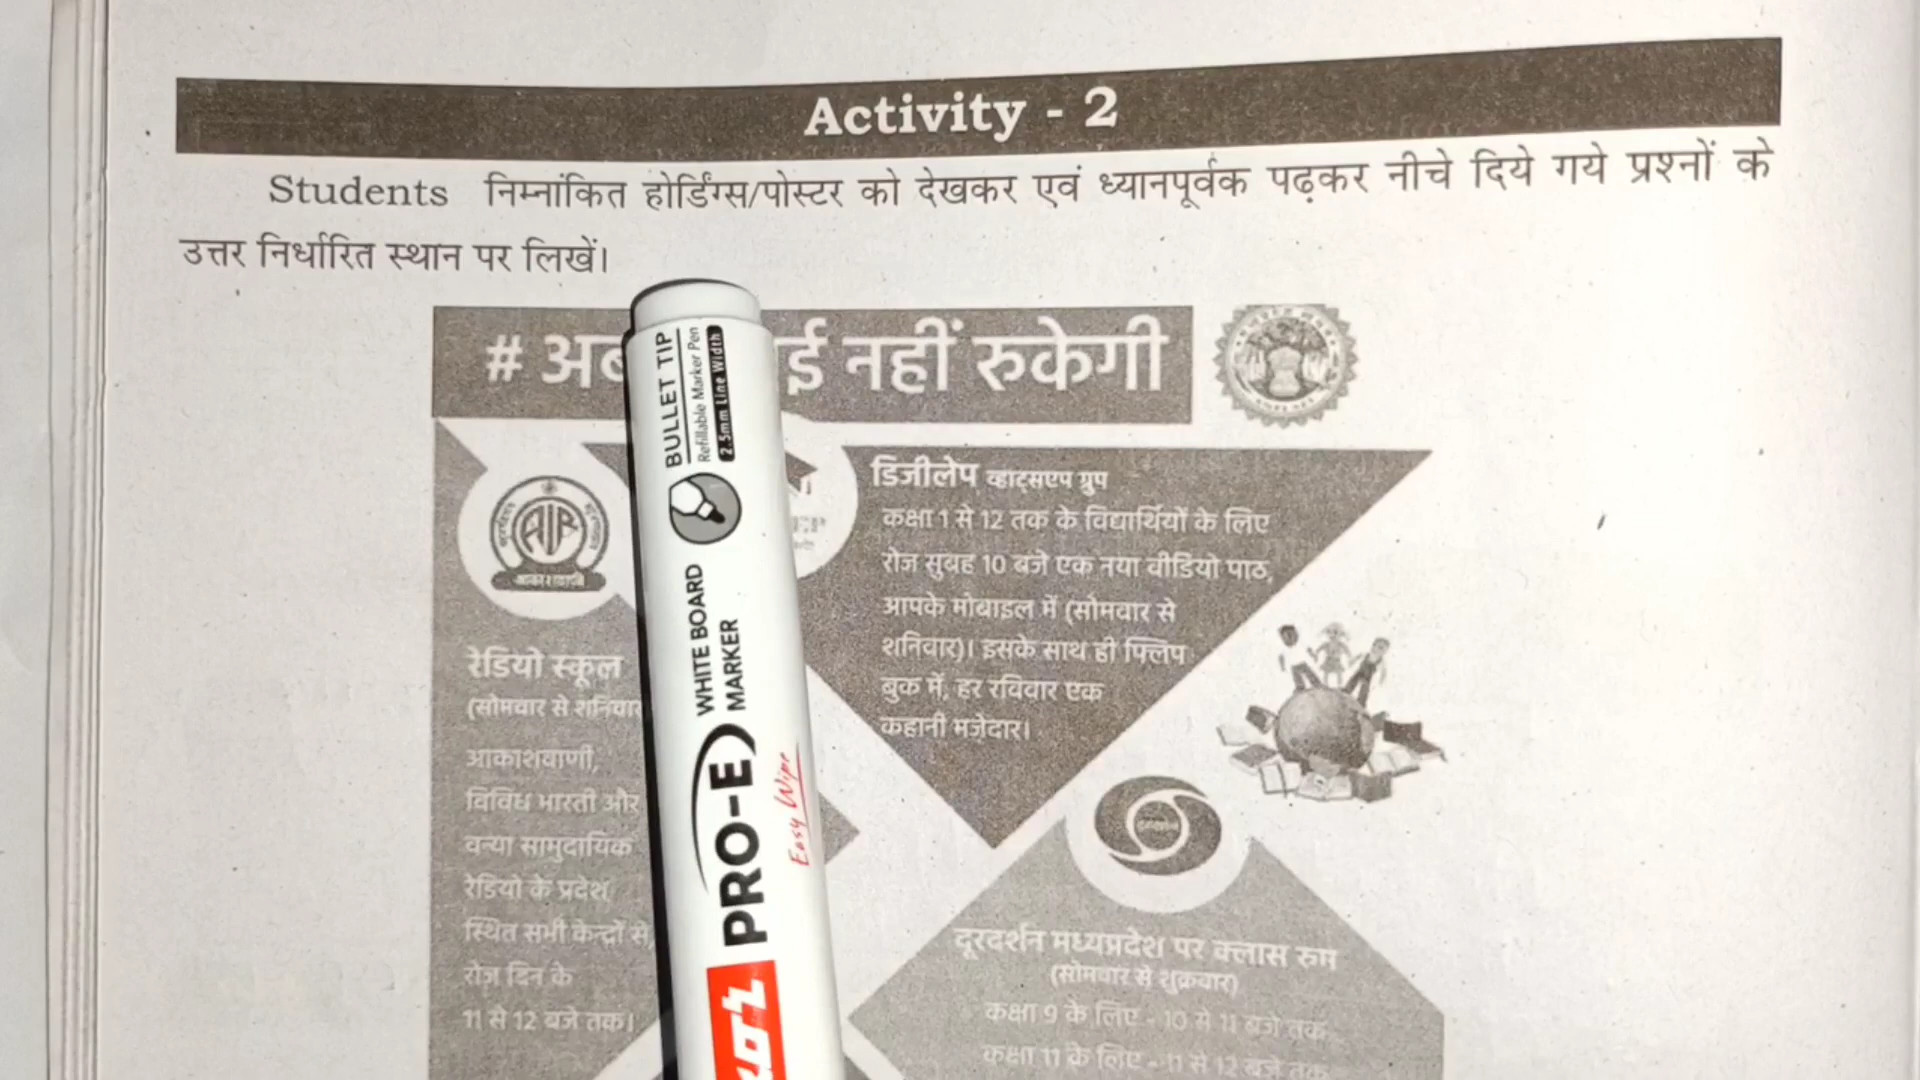 Activity - 2
Students निम्नांकित होर्डिंग्स/पोस्टर को देखकर एवं ध्यानपूर्वक पढ़कर नीचे दिये गये प्रश्नों के
उत्तर निर्धारित स्थान पर लिखें।
# अब ई नहीं रुकेगी
डिजीलेप व्हाट्सएप ग्रुप
कक्षा 1 से 12 तक के विद्यार्थियों के लिए
रोज सुबह 10 बजे एक नया वीडियो पाठ,
आपके मोबाइल में (सोमवार से
शनिवार)। इसके साथ ही फ्लिप
बुक में, हर रविवार एक
कहानी मजेदार।
AIR
आकाशवाणी
रेडियो स्कूल
(सोमवार से शनिवार
आकाशवाणी,
विविध भारती और
वन्या सामुदायिक
रेडियो के प्रदेश
स्थित सभी केन्द्रों से,
रोज़ दिन के
11 से 12 बजे तक।
दूरदर्शन मध्यप्रदेश पर क्लास रुम
(सोमवार से शुक्रवार)
कक्षा 9 के लिए - 10 से 11 बजे तक
कक्षा 11 के लिए - 11 से 12 बजे तक
BULLET TIP
Refillable Marker Pen
2.5mm Line Width
WHITE BOARD
MARKER
PRO-E
Easy Wipe